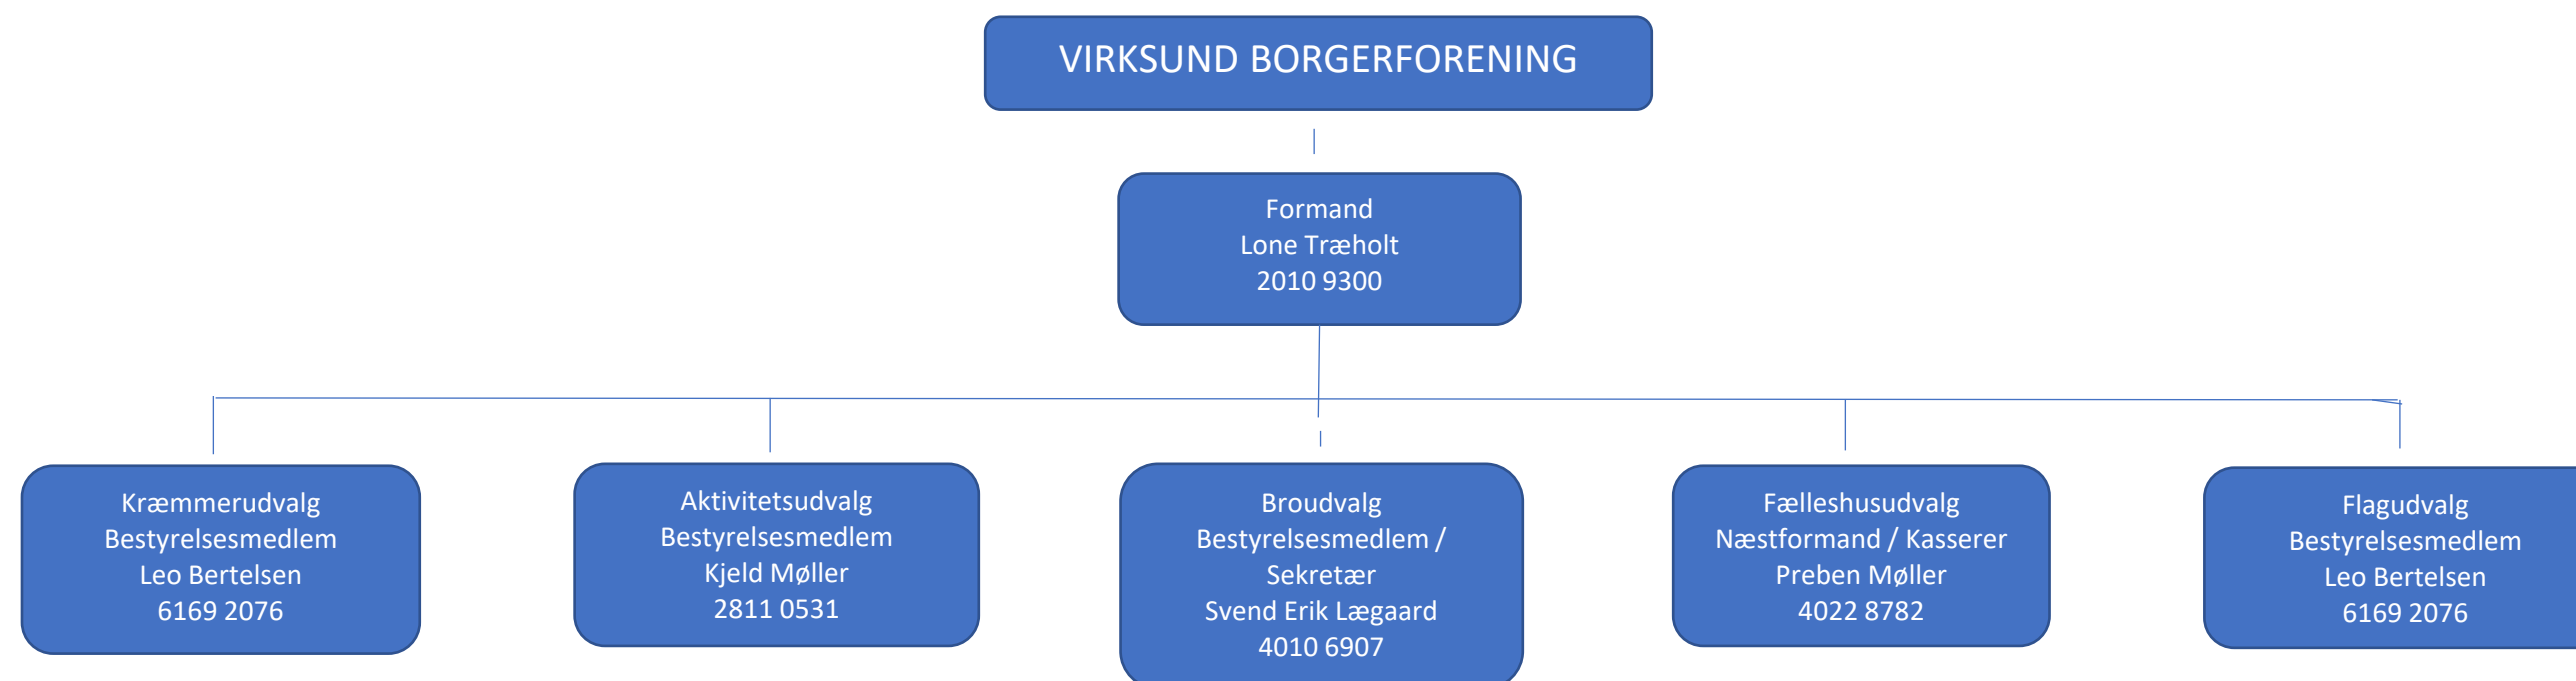 VIRKSUND BORGERFORENING
Formand
Lone Træholt
2010 9300
Kræmmerudvalg
Bestyrelsesmedlem
Leo Bertelsen
6169 2076
Aktivitetsudvalg
Bestyrelsesmedlem
Kjeld Møller
2811 0531
Broudvalg
Bestyrelsesmedlem /
Sekretær
Svend Erik Lægaard
4010 6907
Fælleshusudvalg
Næstformand / Kasserer
Preben Møller
4022 8782
Flagudvalg
Bestyrelsesmedlem
Leo Bertelsen
6169 2076